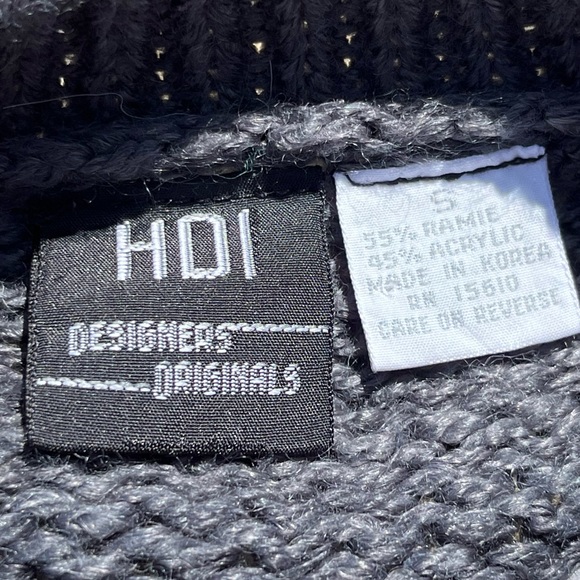 HDI
DESIGNERS
ORIGINALS
S
55% RAMIE
45% ACRYLIC
MADE IN KOREA
RN 15610
CARE ON REVERSE